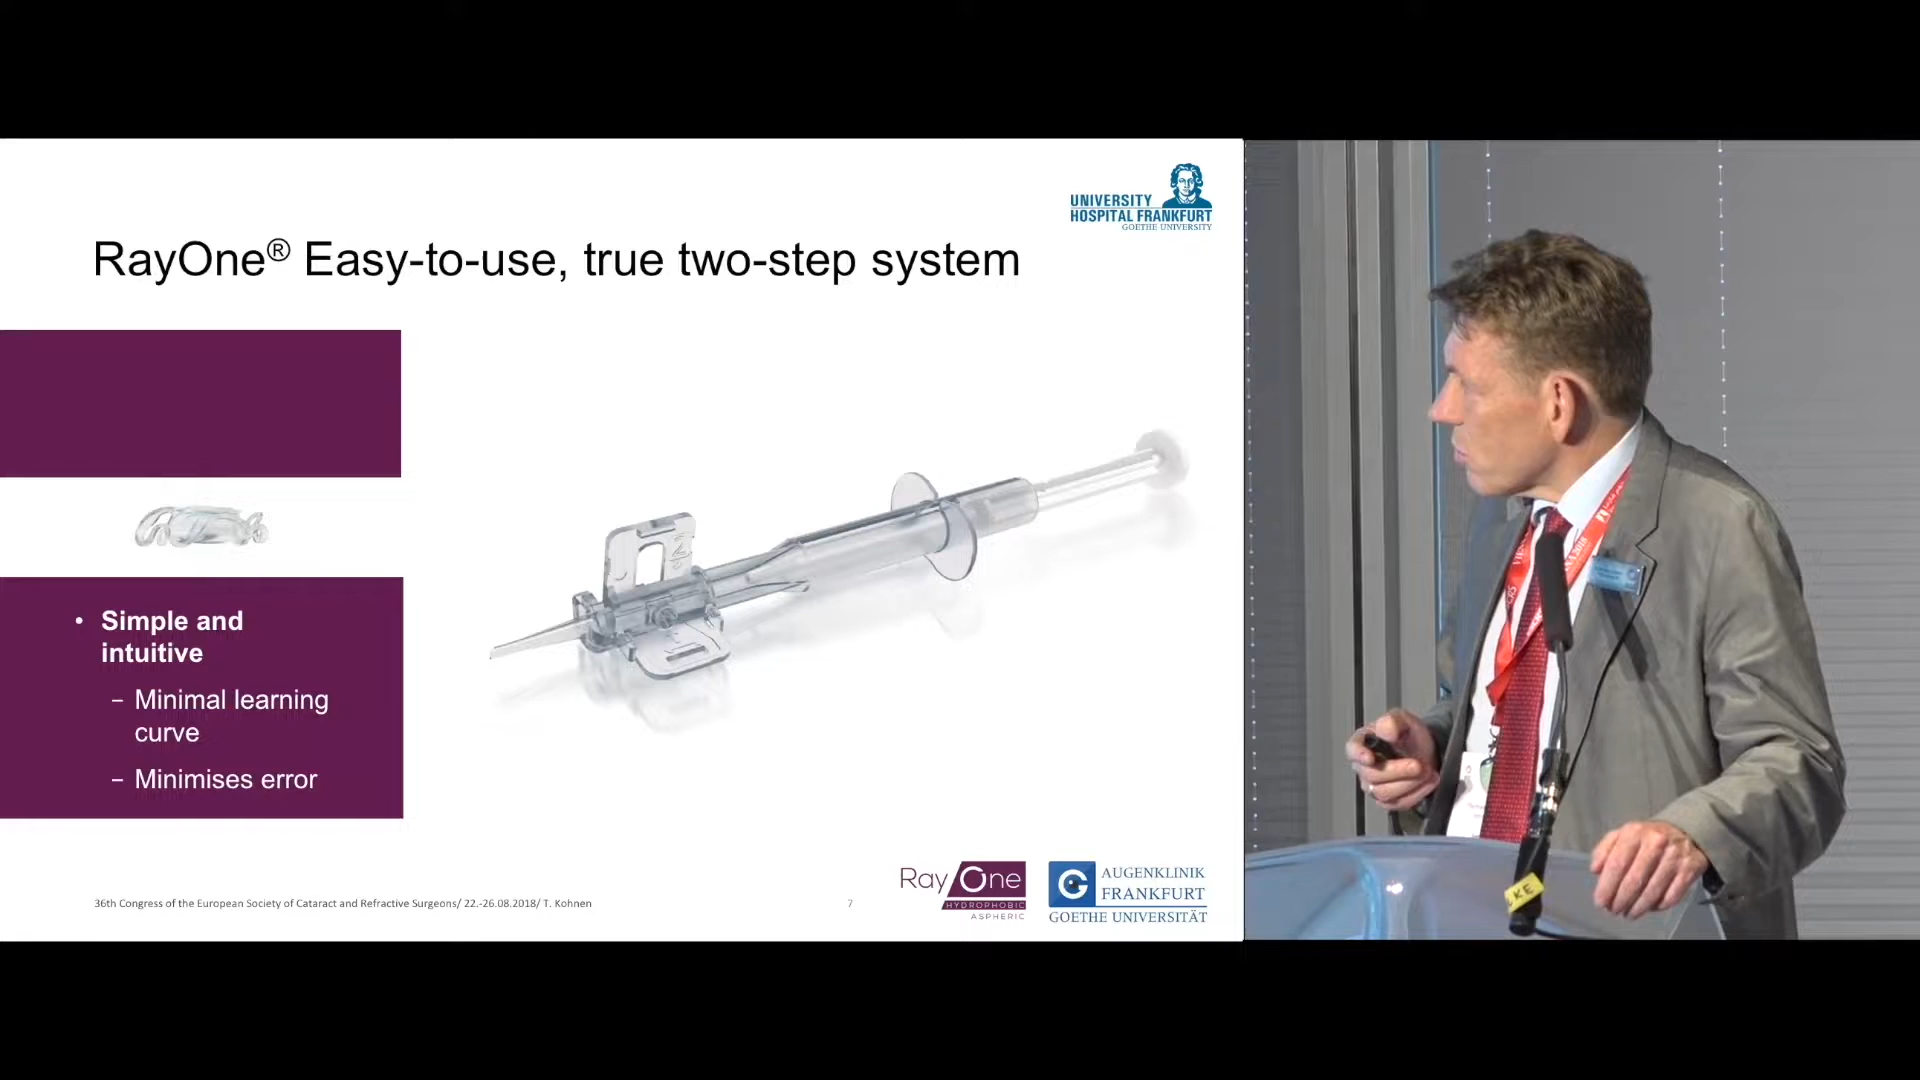 UNIVERSITY
HOSPITAL FRANKFURT
GOETHE UNIVERSITY
RayOne® Easy-to-use, true two-step system
• Simple and
intuitive
– Minimal learning
curve
– Minimises error
36th Congress of the European Society of Cataract and Refractive Surgeons/ 22.-26.08.2018/ T. Kohnen
7
RayOne
HYDROPHOBIC
ASPHERIC
G
AUGENKLINIK
FRANKFURT
GOETHE UNIVERSITÄT